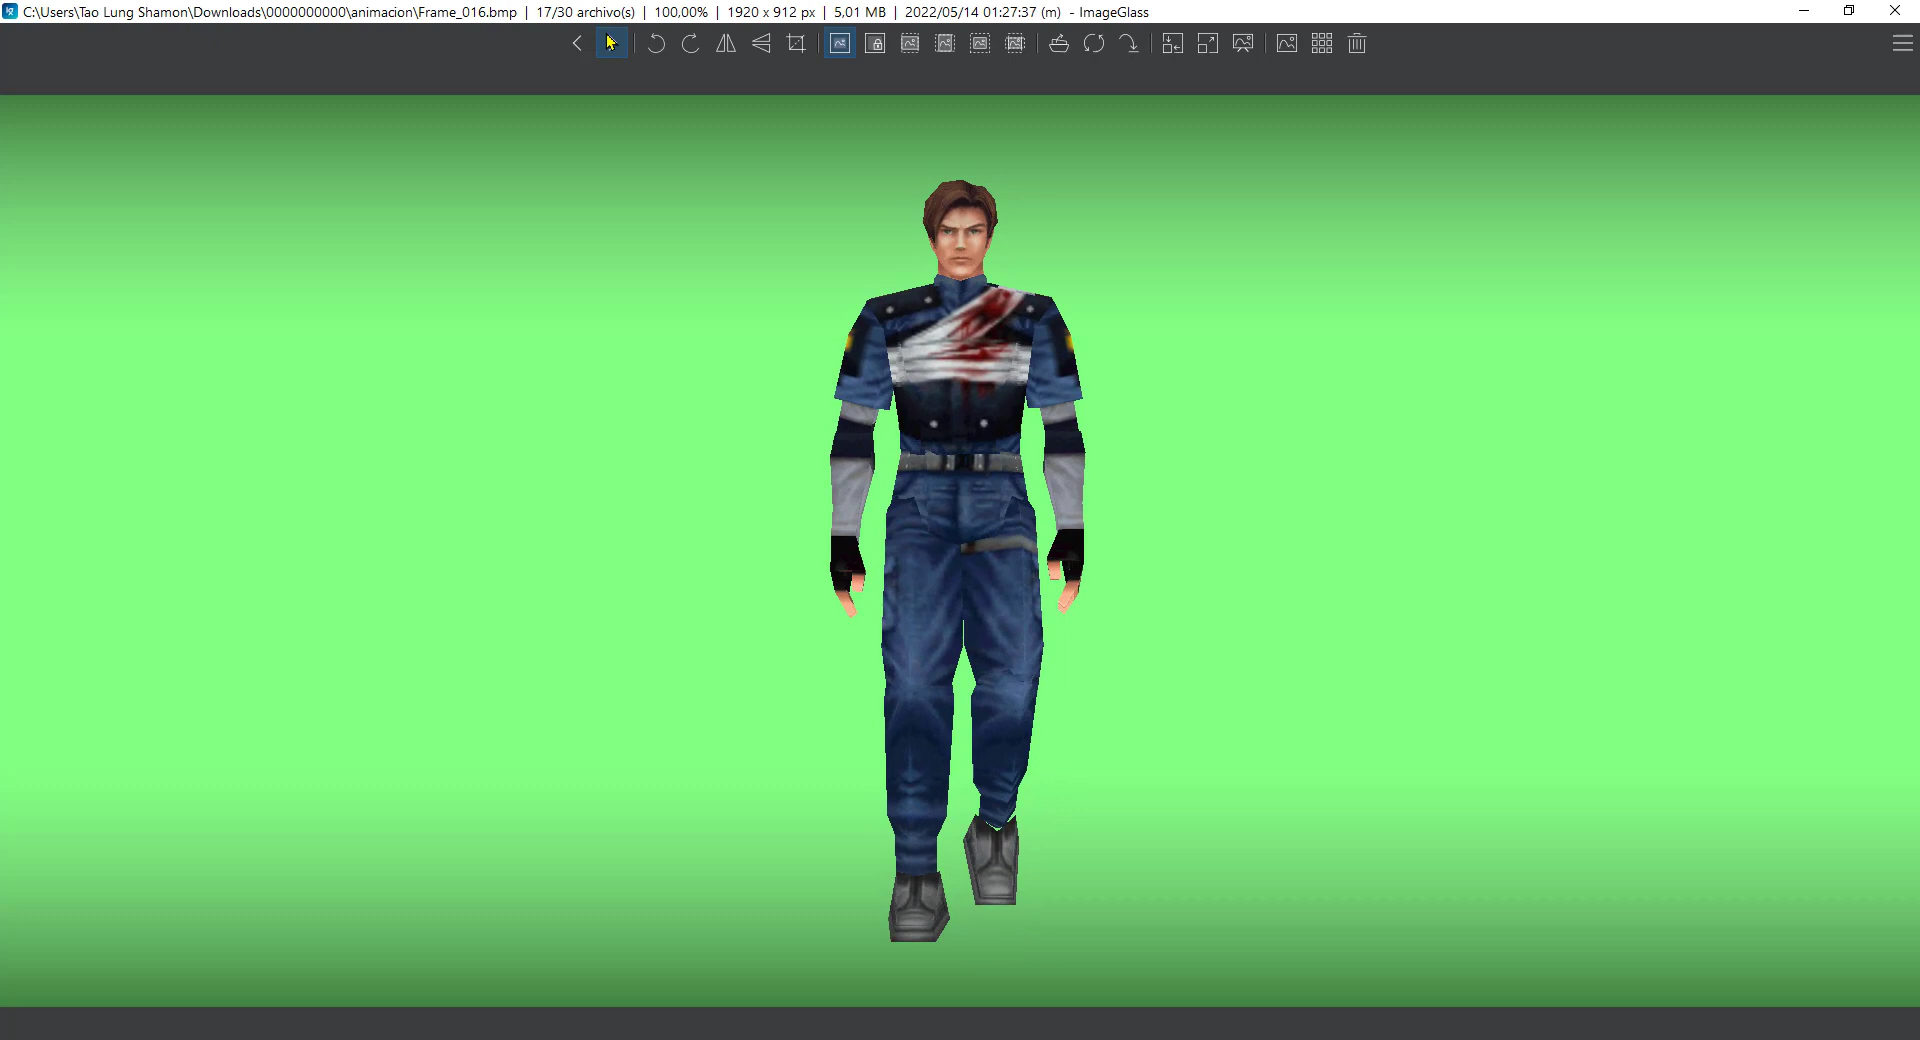 C:\Users\Tao Lung Shamon\Downloads\0000000000\animacion\Frame_016.bmp | 17/30 archivo(s) | 100,00% | 1920 x 912 px | 5,01 MB | 2022/05/14 01:27:37 (m) - ImageGlass